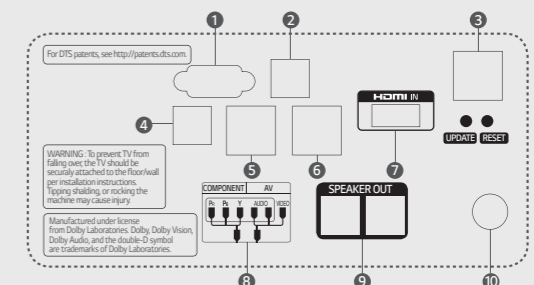 1
2
3
For DTS patents, see http://patents.dts.com.
HDMI IN
4
UPDATE RESET
5
6
7
WARNING : To prevent TV from
falling over, the TV should be
securaly attached to the floor/wall
per installation instructions.
Tipping shalding, or rocking the
machine may cause injury.
COMPONENT AV
PR PB Y AUDIO VIDEO
SPEAKER OUT
Manufactured under license
from Dolby Laboratories. Dolby, Dolby Vision,
Dolby Audio, and the double-D symbol
are trademarks of Dolby Laboratories.
8
9
10